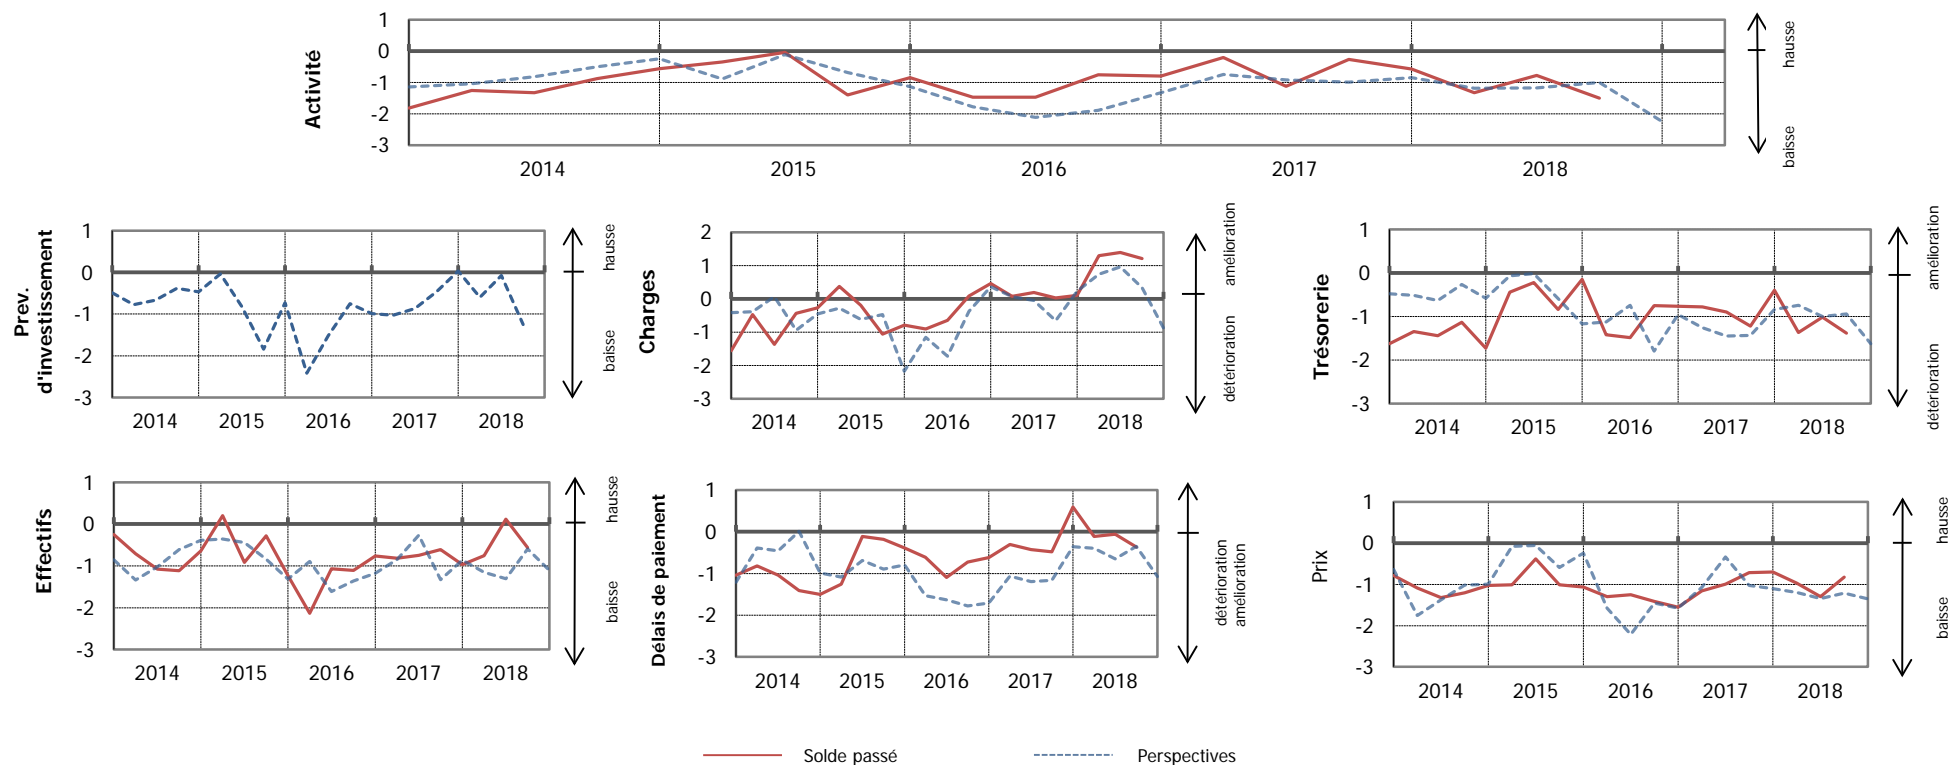 Activité
1
0
-1
-2
-3
2014 2015 2016 2017 2018
hausse
baisse
Prev.
d'investissement
1
0
-1
-2
-3
2014 2015 2016 2017 2018
hausse
baisse
Charges
2
1
0
-1
-2
-3
2014 2015 2016 2017 2018
amélioration
détérioration
Trésorerie
1
0
-1
-2
-3
2014 2015 2016 2017 2018
amélioration
détérioration
Effectifs
1
0
-1
-2
-3
2014 2015 2016 2017 2018
hausse
baisse
Délais de paiement
1
0
-1
-2
-3
2014 2015 2016 2017 2018
détérioration
amélioration
Prix
1
0
-1
-2
-3
2014 2015 2016 2017 2018
hausse
baisse
Solde passé Perspectives